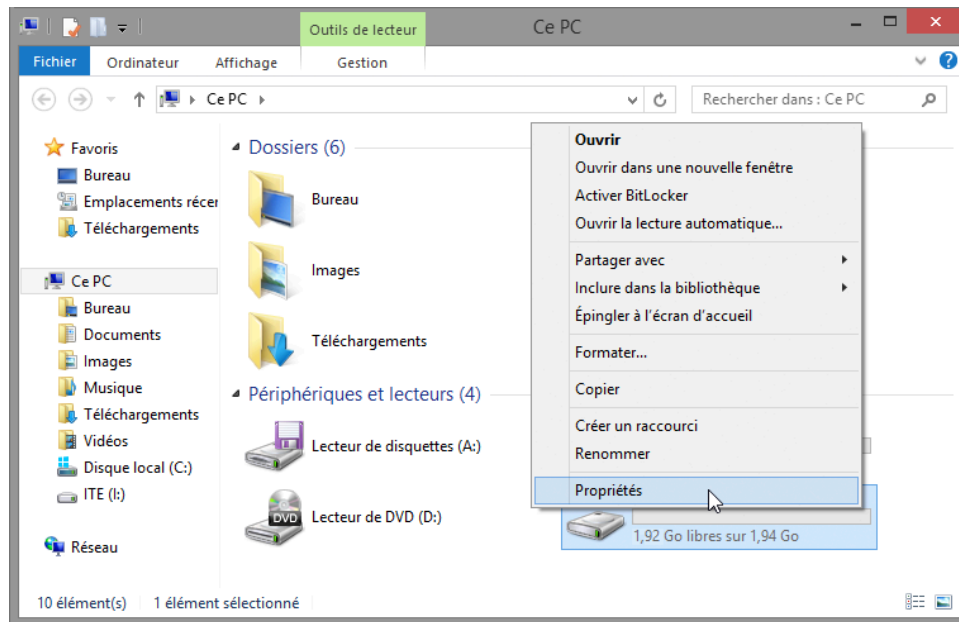 Outils de lecteur
Ce PC
Fichier
Ordinateur
Affichage
Gestion
Ce PC
Rechercher dans : Ce PC
Favoris
Bureau
Emplacements récer
Téléchargements
Ce PC
Bureau
Documents
Images
Musique
Téléchargements
Vidéos
Disque local (C:)
ITE (I:)
Réseau
Dossiers (6)
Bureau
Images
Téléchargements
Périphériques et lecteurs (4)
Lecteur de disquettes (A:)
Lecteur de DVD (D:)
DVD
1,92 Go libres sur 1,94 Go
Ouvrir
Ouvrir dans une nouvelle fenêtre
Activer BitLocker
Ouvrir la lecture automatique...
Partager avec
Inclure dans la bibliothèque
Épingler à l'écran d'accueil
Formater...
Copier
Créer un raccourci
Renommer
Propriétés
10 élément(s)
1 élément sélectionné